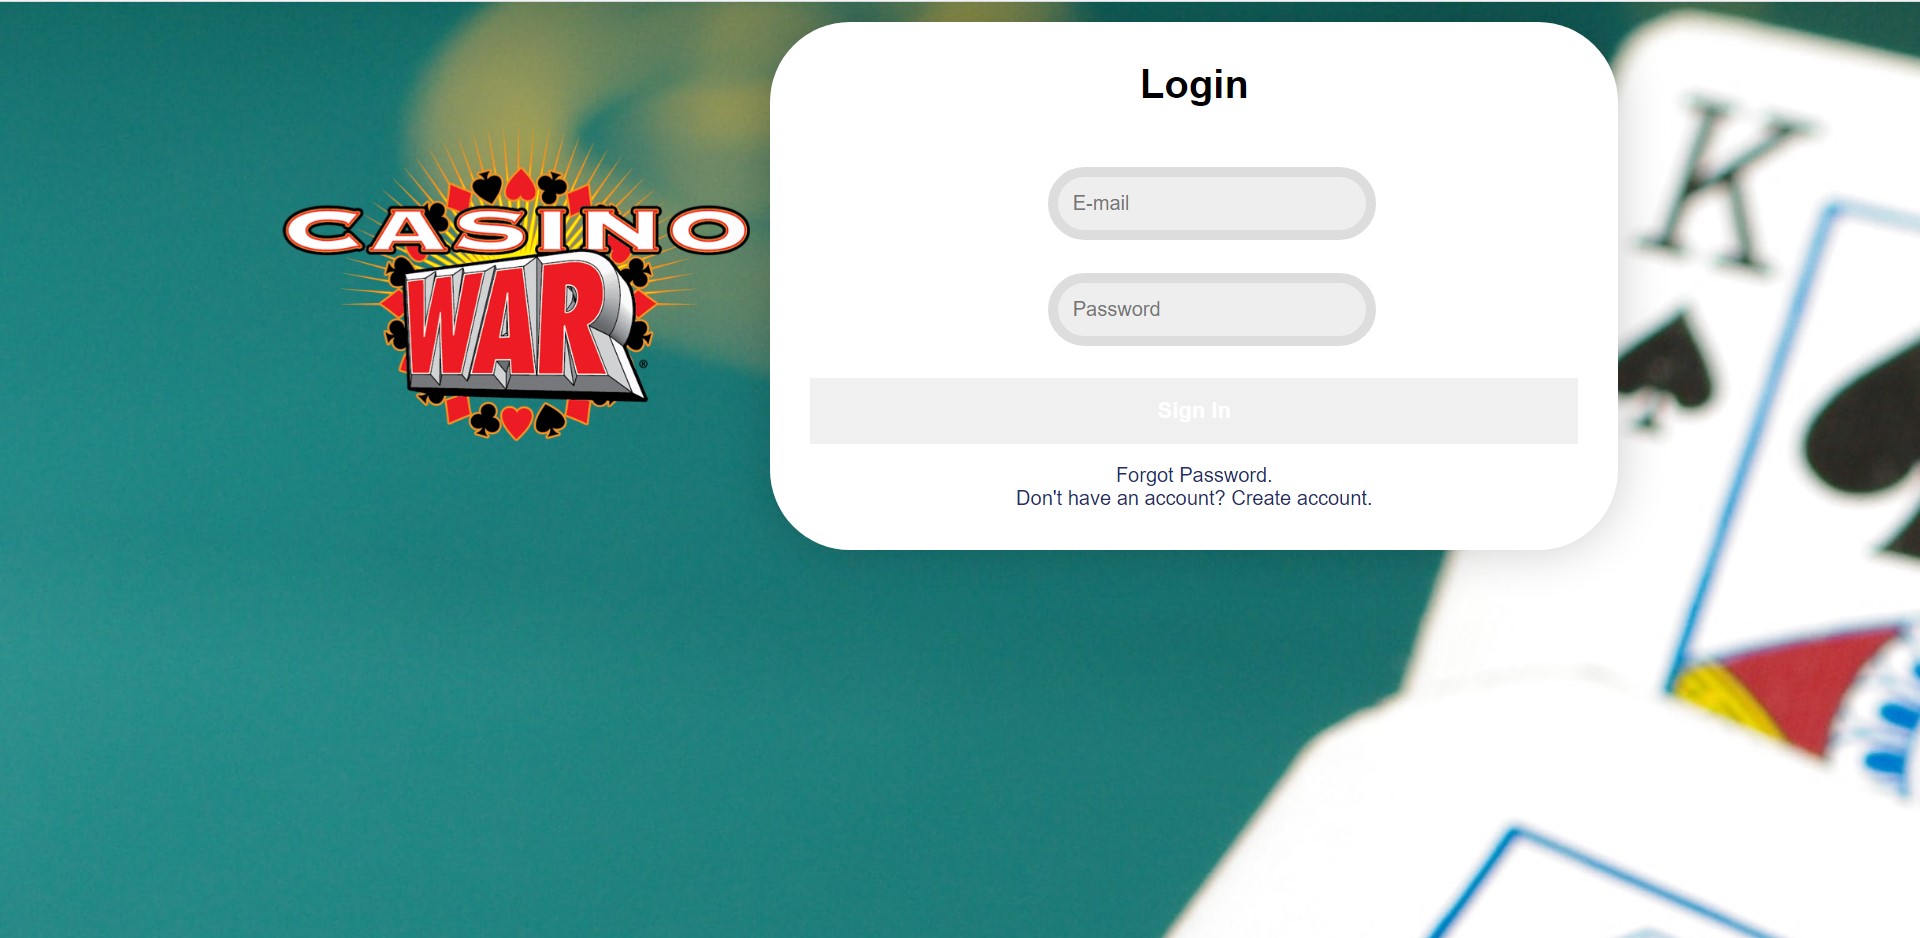 CASINO
WAR
®
Login
E-mail
Password
Sign In
Forgot Password.
Don't have an account? Create account.
K